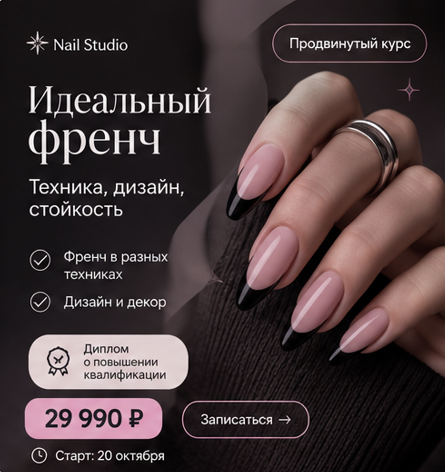 Nail Studio
Продвинутый курс
Идеальный
френч
Техника, дизайн,
стойкость
Френч в разных
техниках
Дизайн и декор
Диплом
о повышении
квалификации
29 990 ₽
Записаться →
Старт: 20 октября